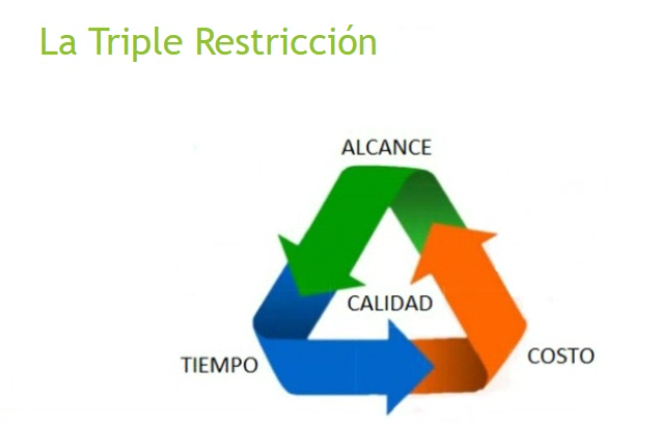 La Triple Restricción
ALCANCE
CALIDAD
TIEMPO
COSTO